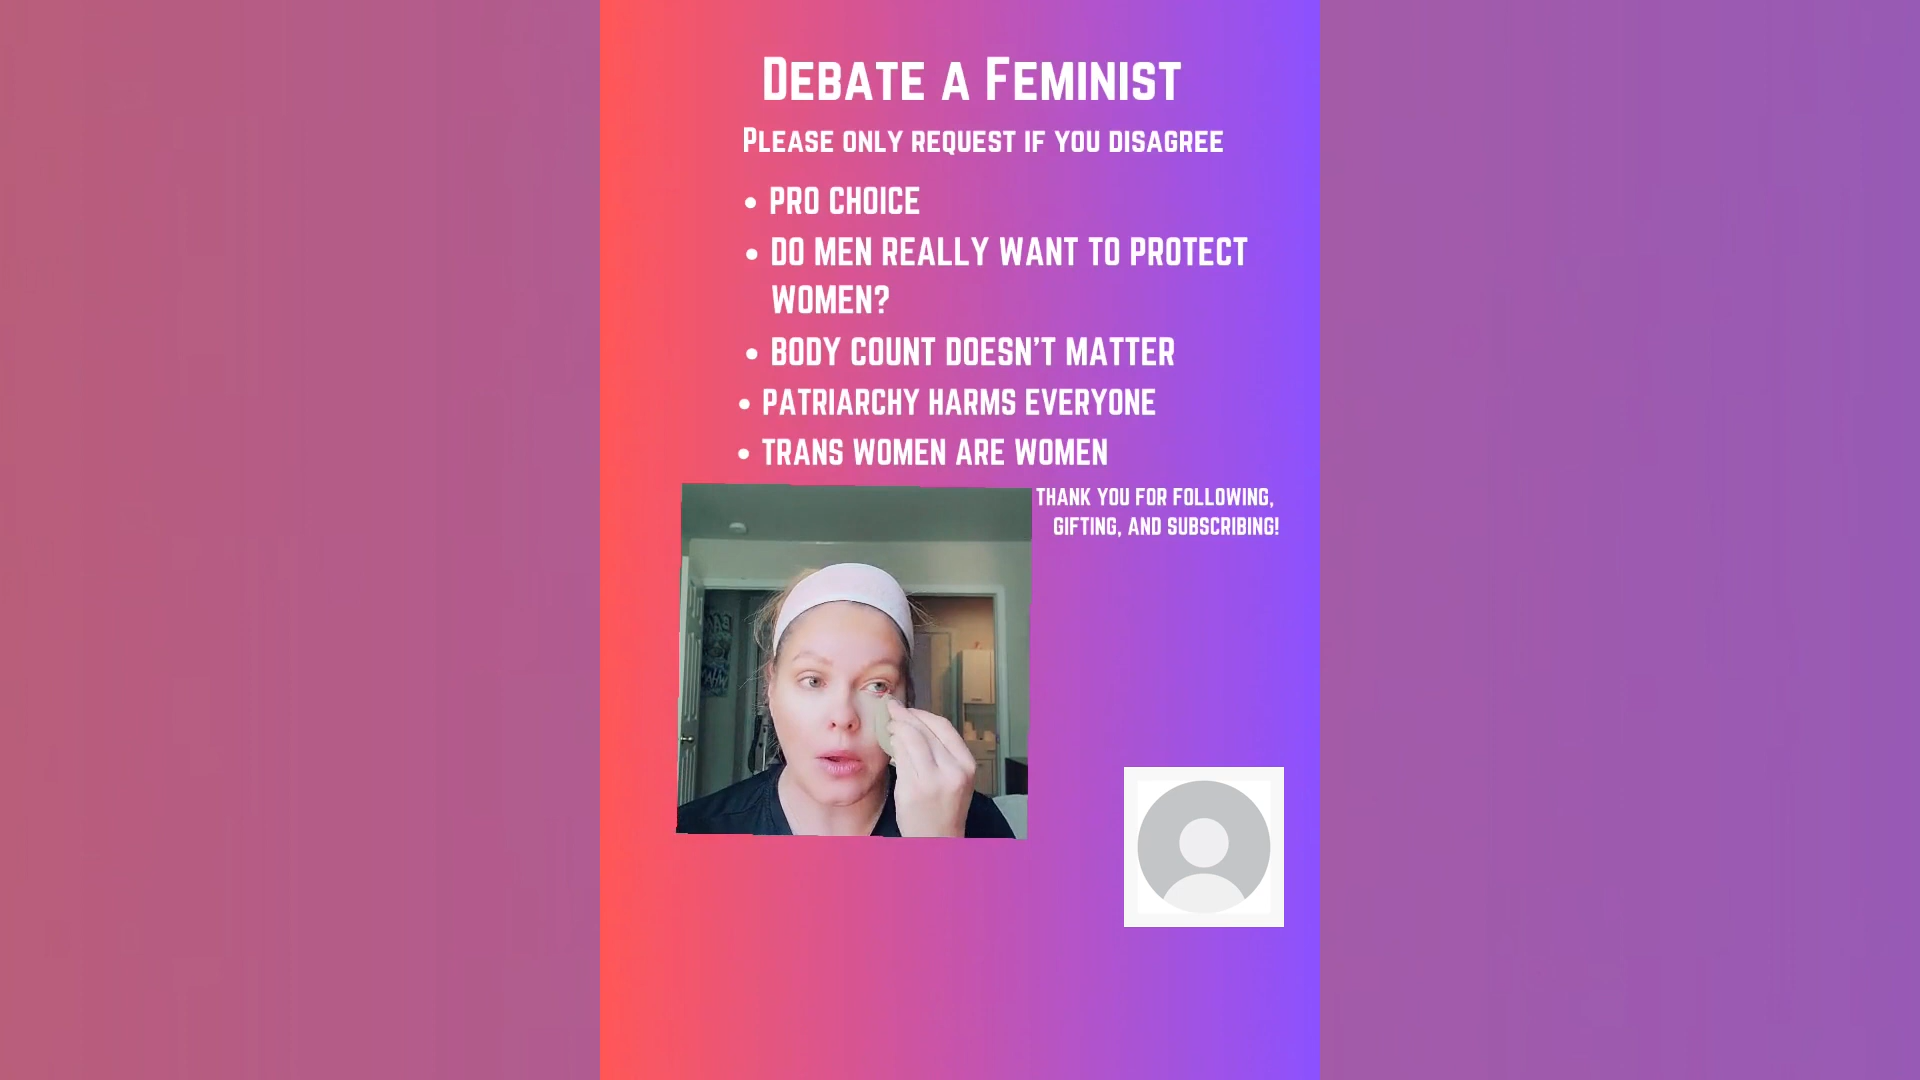 DEBATE A FEMINIST
PLEASE ONLY REQUEST IF YOU DISAGREE
• PRO CHOICE
• DO MEN REALLY WANT TO PROTECT
WOMEN?
• BODY COUNT DOESN'T MATTER
• PATRIARCHY HARMS EVERYONE
• TRANS WOMEN ARE WOMEN
THANK YOU FOR FOLLOWING,
GIFTING, AND SUBSCRIBING!